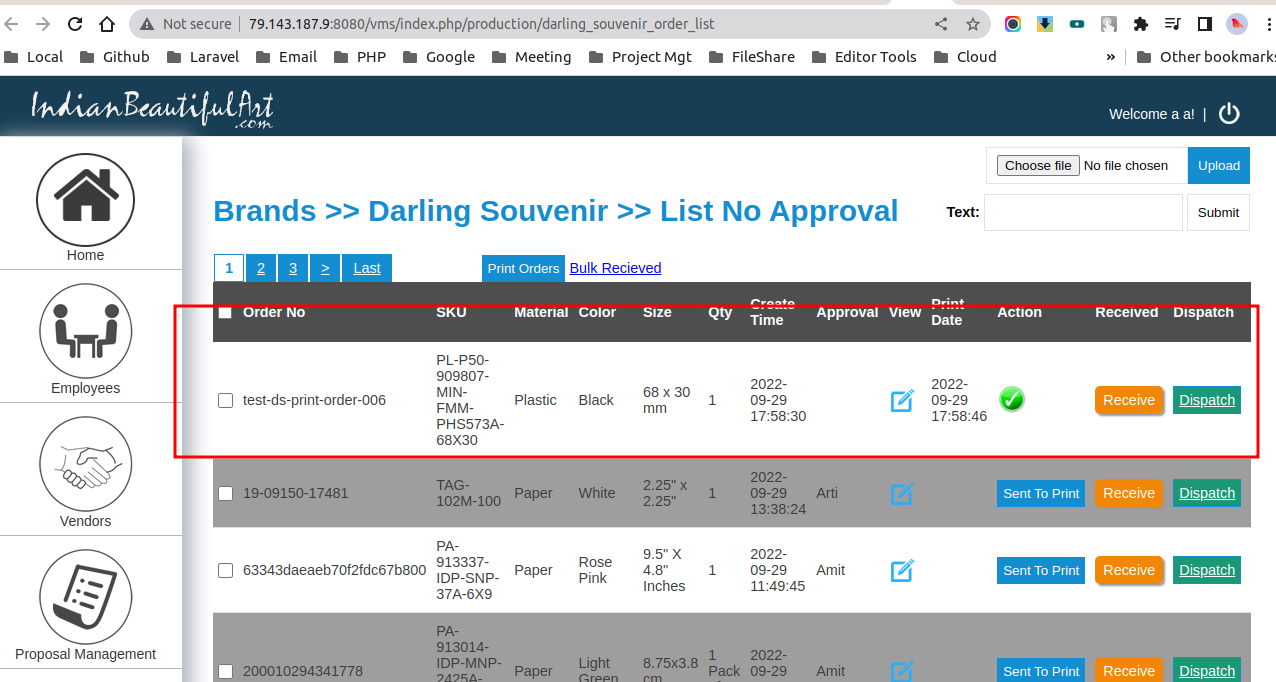 Not secure | 79.143.187.9:8080/vms/index.php/production/darling_souvenir_order_list
Local Github Laravel Email PHP Google Meeting Project Mgt FileShare Editor Tools Cloud » Other bookmarks
IndianBeautifulArt
.com
Welcome a a! |
Choose file No file chosen Upload
Brands >> Darling Souvenir >> List No Approval
Text: Submit
1 2 3 > Last Print Orders Bulk Recieved
Home
Employees
Vendors
Proposal Management
Order No SKU Material Color Size Qty Create Time Approval View Print Date Action Received Dispatch
test-ds-print-order-006 PL-P50-909807-MIN-FMM-PHS573A-68X30 Plastic Black 68 x 30 mm 1 2022-09-29 17:58:30 2022-09-29 17:58:46 Receive Dispatch
19-09150-17481 TAG-102M-100 Paper White 2.25" x 2.25" 1 2022-09-29 13:38:24 Arti Sent To Print Receive Dispatch
63343daeaeb70f2fdc67b800 PA-913337-IDP-SNP-37A-6X9 Paper Rose Pink 9.5" X 4.8" Inches 1 2022-09-29 11:49:45 Amit Sent To Print Receive Dispatch
200010294341778 PA-913014-IDP-MNP-2425A- Paper Light Green 8.75x3.8 cm 1 Pack 2022-09-29 Amit Sent To Print Receive Dispatch